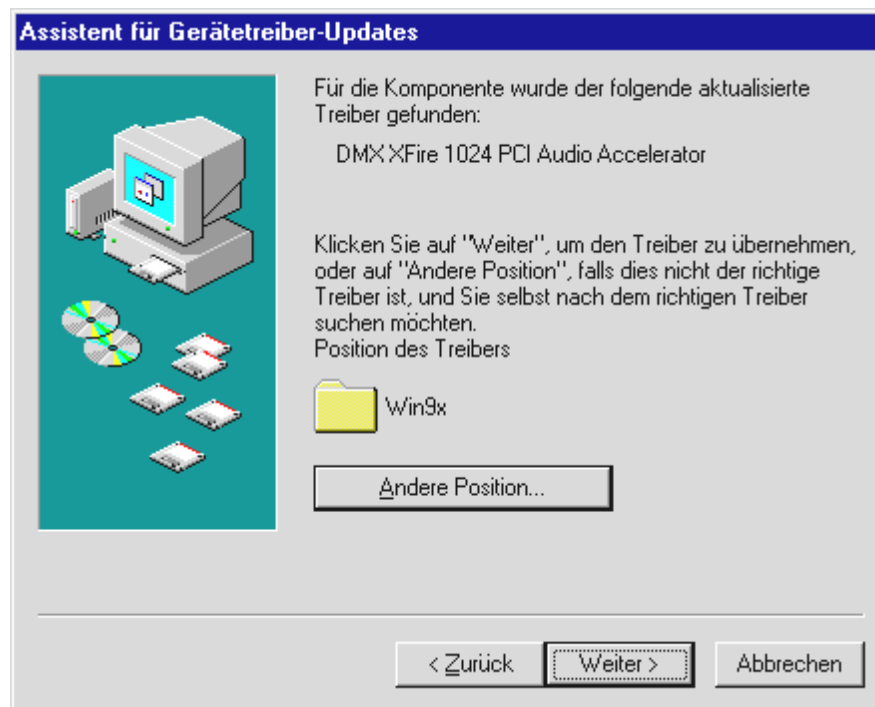 Assistent für Gerätetreiber-Updates
Für die Komponente wurde der folgende aktualisierte
Treiber gefunden:
DMX XFire 1024 PCI Audio Accelerator
Klicken Sie auf "Weiter", um den Treiber zu übernehmen,
oder auf "Andere Position", falls dies nicht der richtige
Treiber ist, und Sie selbst nach dem richtigen Treiber
suchen möchten.
Position des Treibers
Win9x
Andere Position...
< Zurück
Weiter >
Abbrechen